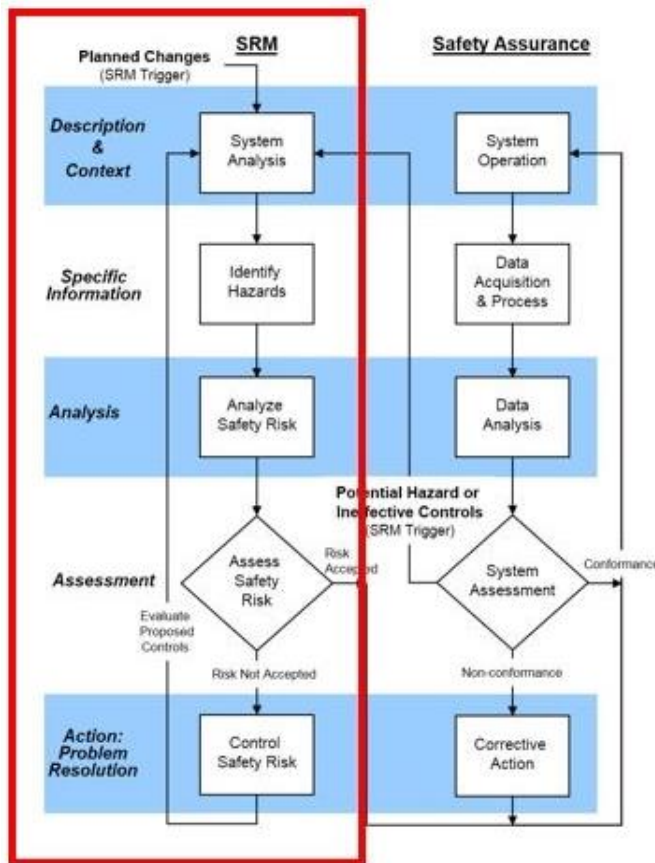 SRM
Safety Assurance
Planned Changes
(SRM Trigger)
Description
&
Context
System
Analysis
System
Operation
Specific
Information
Identify
Hazards
Data
Acquisition
& Process
Analysis
Analyze
Safety Risk
Data
Analysis
Potential Hazard or
Ineffective Controls
(SRM Trigger)
Assessment
Assess
Safety
Risk
Risk
Accepted
System
Assessment
Conformance
Evaluate
Proposed
Controls
Risk Not Accepted
Non-conformance
Action:
Problem
Resolution
Control
Safety Risk
Corrective
Action